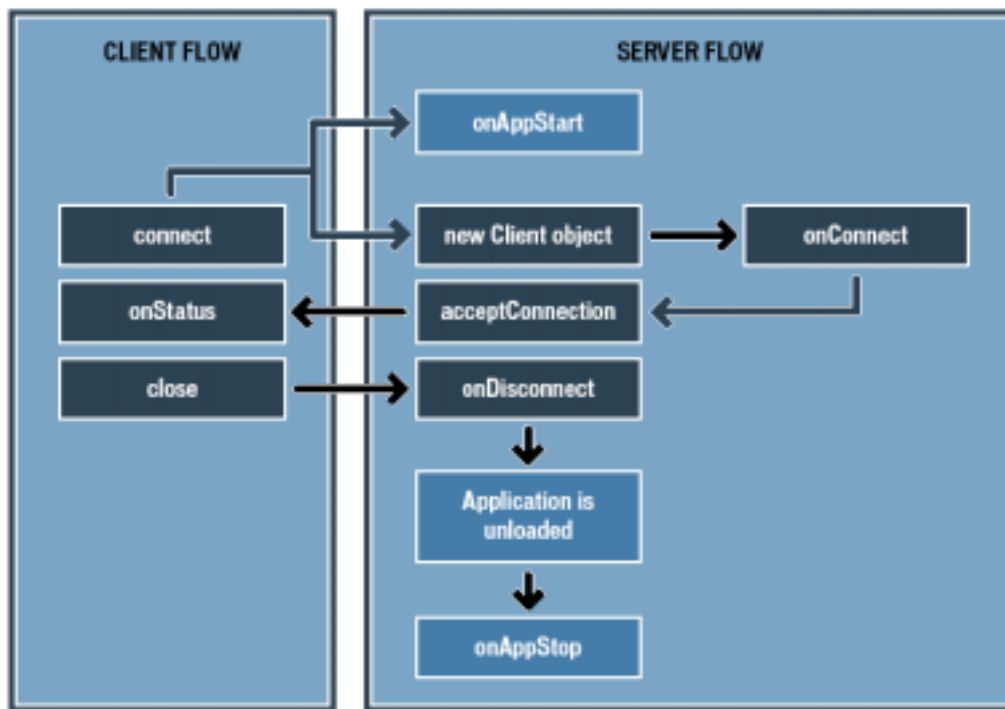 CLIENT FLOW
SERVER FLOW
onAppStart
connect
new Client object
onConnect
onStatus
acceptConnection
close
onDisconnect
Application is
unloaded
onAppStop